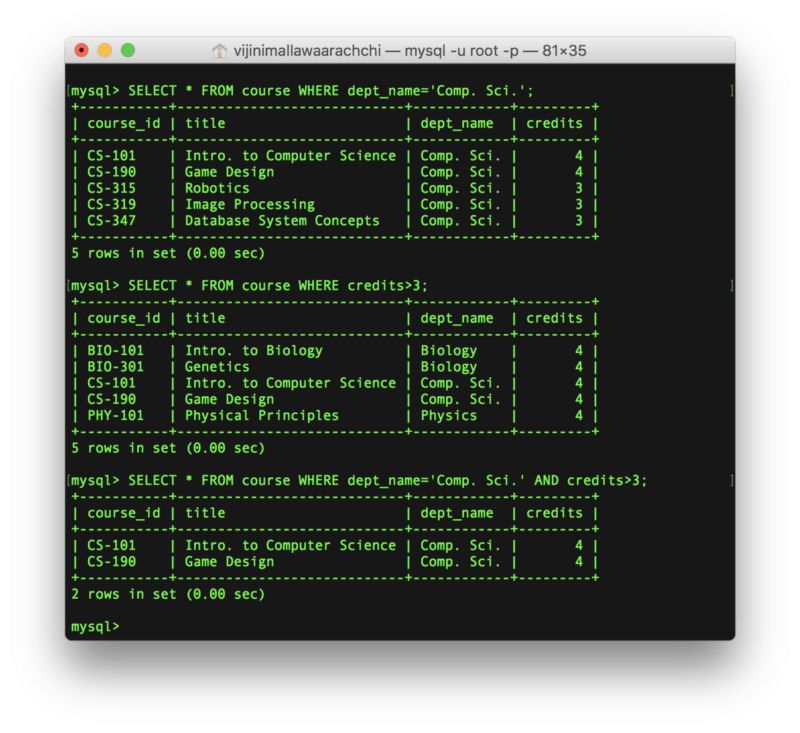 vijinimallawaarachchi — mysql -u root -p — 81×35
[mysql> SELECT * FROM course WHERE dept_name='Comp. Sci.'; ]
+-----------+----------------------------+------------+---------+
| course_id | title                      | dept_name  | credits |
+-----------+----------------------------+------------+---------+
| CS-101    | Intro. to Computer Science | Comp. Sci. |       4 |
| CS-190    | Game Design                | Comp. Sci. |       4 |
| CS-315    | Robotics                   | Comp. Sci. |       3 |
| CS-319    | Image Processing           | Comp. Sci. |       3 |
| CS-347    | Database System Concepts   | Comp. Sci. |       3 |
+-----------+----------------------------+------------+---------+
5 rows in set (0.00 sec)
[mysql> SELECT * FROM course WHERE credits>3; ]
+-----------+----------------------------+------------+---------+
| course_id | title                      | dept_name  | credits |
+-----------+----------------------------+------------+---------+
| BIO-101   | Intro. to Biology          | Biology    |       4 |
| BIO-301   | Genetics                   | Biology    |       4 |
| CS-101    | Intro. to Computer Science | Comp. Sci. |       4 |
| CS-190    | Game Design                | Comp. Sci. |       4 |
| PHY-101   | Physical Principles        | Physics    |       4 |
+-----------+----------------------------+------------+---------+
5 rows in set (0.00 sec)
[mysql> SELECT * FROM course WHERE dept_name='Comp. Sci.' AND credits>3; ]
+-----------+----------------------------+------------+---------+
| course_id | title                      | dept_name  | credits |
+-----------+----------------------------+------------+---------+
| CS-101    | Intro. to Computer Science | Comp. Sci. |       4 |
| CS-190    | Game Design                | Comp. Sci. |       4 |
+-----------+----------------------------+------------+---------+
2 rows in set (0.00 sec)
mysql>